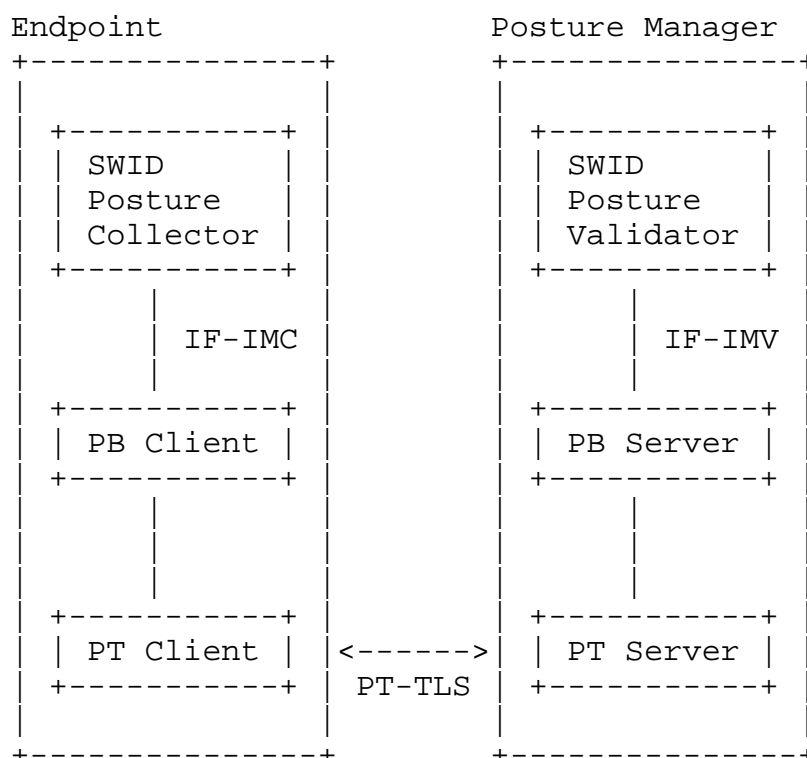 Endpoint Posture Manager
SWID SWID
Posture Posture
Collector Validator
IF-IMC IF-IMV
PB Client PB Server
PT Client <------> PT Server
PT-TLS